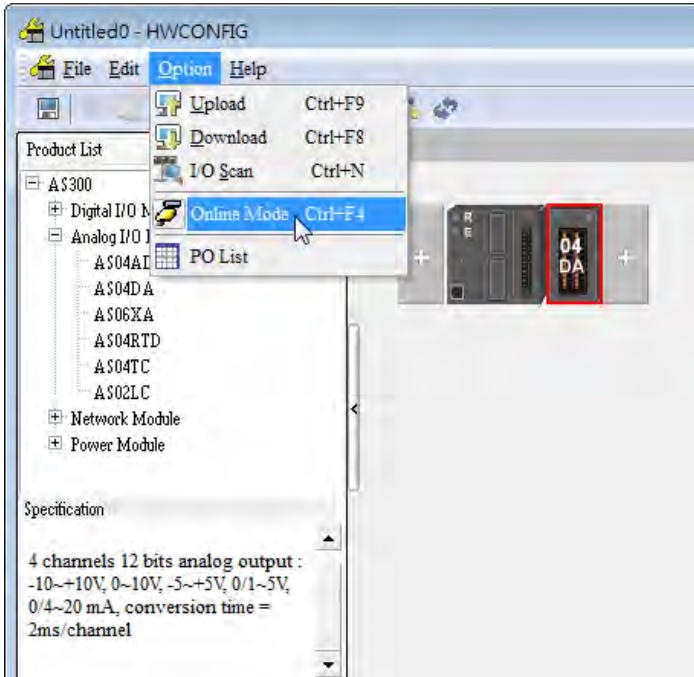 Untitled0 - HWCONFIG
File Edit Option Help
Upload Ctrl+F9
Download Ctrl+F8
I/O Scan Ctrl+N
Online Mode Ctrl+F4
PO List
Product List
AS300
Digital I/O
Analog I/O
AS04AD
AS04DA
AS06XA
AS04RTD
AS04TC
AS02LC
Network Module
Power Module
R
E
04
DA
Specification
4 channels 12 bits analog output :
-10~+10V, 0~10V, -5~+5V, 0/1~5V,
0/4~20 mA, conversion time =
2ms/channel